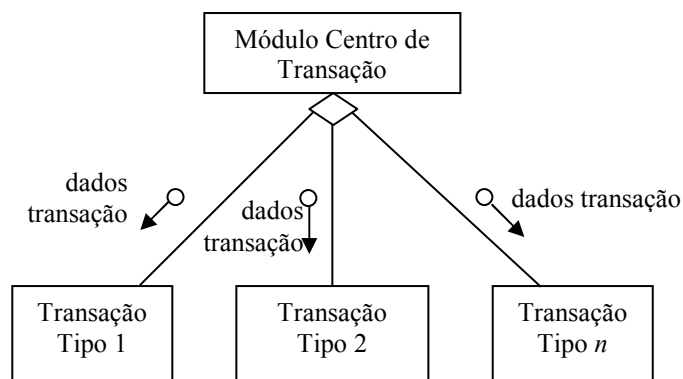 Módulo Centro de
Transação
dados
transação
dados
transação
dados transação
Transação
Tipo 1
Transação
Tipo 2
Transação
Tipo n